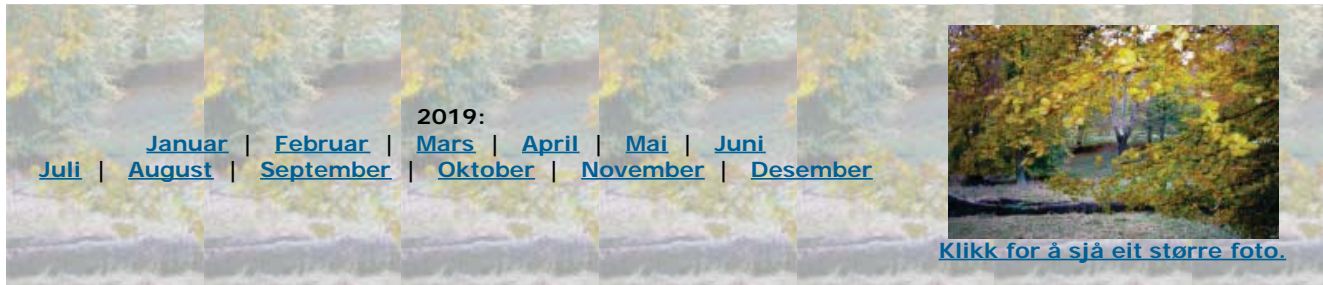 2019:
Januar | Februar | Mars | April | Mai | Juni
Juli | August | September | Oktober | November | Desember
Klikk for å sjå eit større foto.